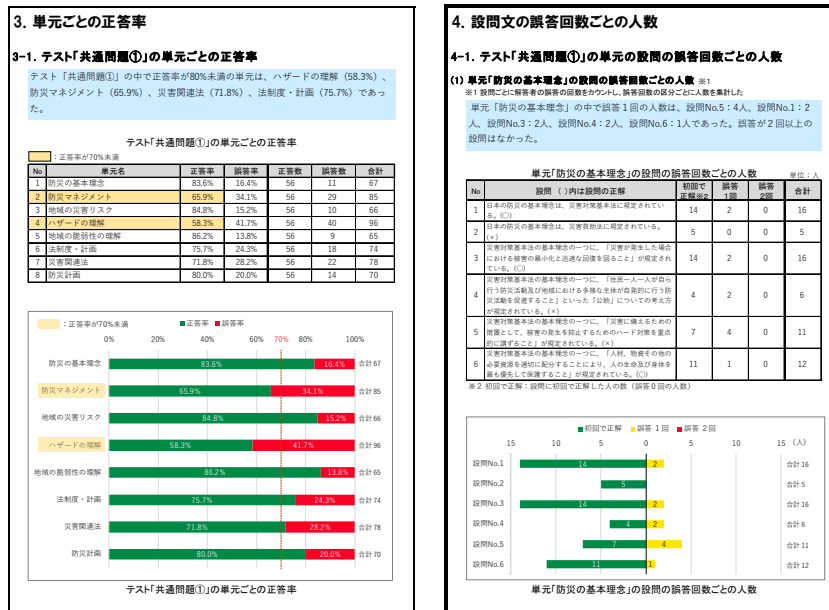 3. 単元ごとの正答率
3-1. テスト「共通問題①」の単元ごとの正答率
テスト「共通問題①」の中で正答率が80%未満の単元は、ハザードの理解（58.3%）、
防災マネジメント（65.9%）、災害関連法（71.8%）、法制度・計画（75.7%）であっ
た。
テスト「共通問題①」の単元ごとの正答率
：正答率が70%未満
No 単元名 正答率 誤答率 正答数 誤答数 合計
1 防災の基本理念 83.6% 16.4% 56 11 67
2 防災マネジメント 65.9% 34.1% 56 29 85
3 地域の災害リスク 84.8% 15.2% 56 10 66
4 ハザードの理解 58.3% 41.7% 56 40 96
5 地域の脆弱性の理解 86.2% 13.8% 56 9 65
6 法制度・計画 75.7% 24.3% 56 18 74
7 災害関連法 71.8% 28.2% 56 22 78
8 防災計画 80.0% 20.0% 56 14 70
：正答率が70%未満 ■正答率 ■誤答率
0% 20% 40% 60% 70% 80% 100%
防災の基本理念 83.6% 16.4% 合計67
防災マネジメント 65.9% 34.1% 合計85
地域の災害リスク 84.8% 15.2% 合計66
ハザードの理解 58.3% 41.7% 合計96
地域の脆弱性の理解 86.2% 13.8% 合計65
法制度・計画 75.7% 24.3% 合計74
災害関連法 71.8% 28.2% 合計78
防災計画 80.0% 20.0% 合計70
テスト「共通問題①」の単元ごとの正答率
4. 設問文の誤答回数ごとの人数
4-1. テスト「共通問題①」の単元の設問の誤答回数ごとの人数
(1) 単元「防災の基本理念」の設問の誤答回数ごとの人数 ※1
※1 設問ごとに解答者の誤答の回数をカウントし、誤答回数の区分ごとに人数を集計した
単元「防災の基本理念」の中で誤答１回の人数は、設問No.5：4人、設問No.1：2
人、設問No.3：2人、設問No.4：2人、設問No.6：1人であった。誤答が２回以上の
設問はなかった。
単元「防災の基本理念」の設問の誤答回数ごとの人数 単位：人
No 設問 （ ）内は設問の正解 初回で正解※2 誤答1回 誤答2回 合計
1 日本の防災の基本理念は、災害対策基本法に規定されてい
る。(○) 14 2 0 16
2 日本の防災の基本理念は、災害救助法に規定されている。
(×) 5 0 0 5
3 災害対策基本法の基本理念の一つに、「災害が発生した場合
における被害の最小化と迅速な回復を図ること」が規定され
ている。(○) 14 2 0 16
4 災害対策基本法の基本理念の一つに、「住民一人一人が自ら
行う防災活動及び地域における多様な主体が自発的に行う防
災活動を促進すること」といった「公助」についての考え方
が規定されている。(×) 4 2 0 6
5 災害対策基本法の基本理念の一つに、「災害に備えるための
措置として、被害の発生を抑止するためのハード対策を重点
的に講ずること」が規定されている。(×) 7 4 0 11
6 災害対策基本法の基本理念の一つに、「人材、物資その他の
必要資源を適切に配分することにより、人の生命及び身体を
最も優先して保護すること」が規定されている。(○) 11 1 0 12
※２ 初回で正解：設問に初回で正解した人の数（誤答０回の人数）
■初回で正解 ■誤答 1回 ■誤答 2回
15 10 5 0 5 10 15 (人)
設問No.1 14 2 合計16
設問No.2 5 合計5
設問No.3 14 2 合計16
設問No.4 4 2 合計6
設問No.5 7 4 合計11
設問No.6 11 1 合計12
単元「防災の基本理念」の設問の誤答回数ごとの人数